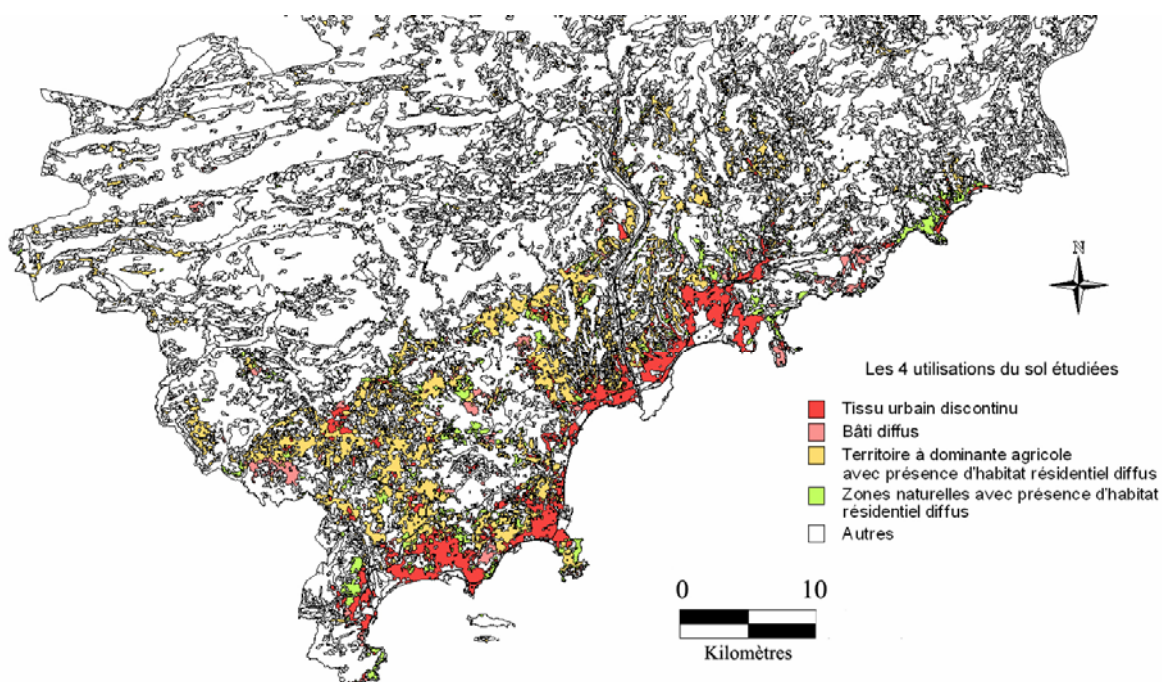 N
Les 4 utilisations du sol étudiées
Tissu urbain discontinu
Bâti diffus
Territoire à dominante agricole
avec présence d'habitat résidentiel diffus
Zones naturelles avec présence d'habitat
résidentiel diffus
Autres
0 10
Kilomètres